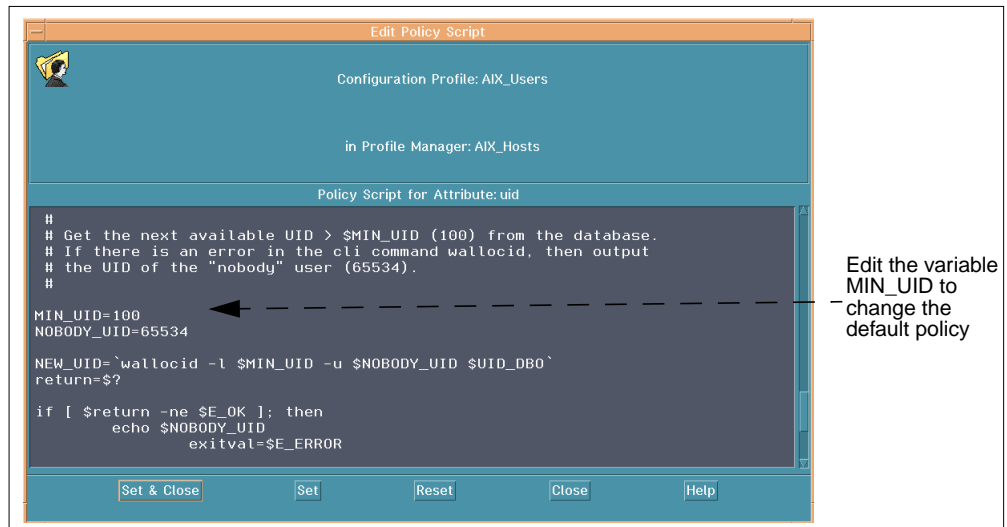 Edit Policy Script
Configuration Profile: AIX_Users
in Profile Manager: AIX_Hosts
Policy Script for Attribute: uid
#
# Get the next available UID > $MIN_UID (100) from the database.
# If there is an error in the cli command wallocid, then output
# the UID of the "nobody" user (65534).
#
MIN_UID=100
NOBODY_UID=65534
NEW_UID=`wallocid -l $MIN_UID -u $NOBODY_UID $UID_DBO`
return=$?
if [ $return -ne $E_OK ]; then
echo $NOBODY_UID
exitval=$E_ERROR
Set & Close
Set
Reset
Close
Help
Edit the variable
MIN_UID to
change the
default policy